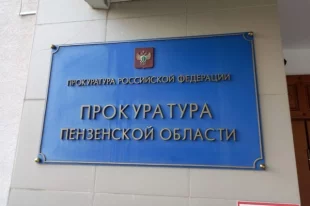 ПРОКУРАТУРА РОССИЙСКОЙ ФЕДЕРАЦИИ
ПРОКУРАТУРА
ПЕНЗЕНСКОЙ ОБЛАСТИ